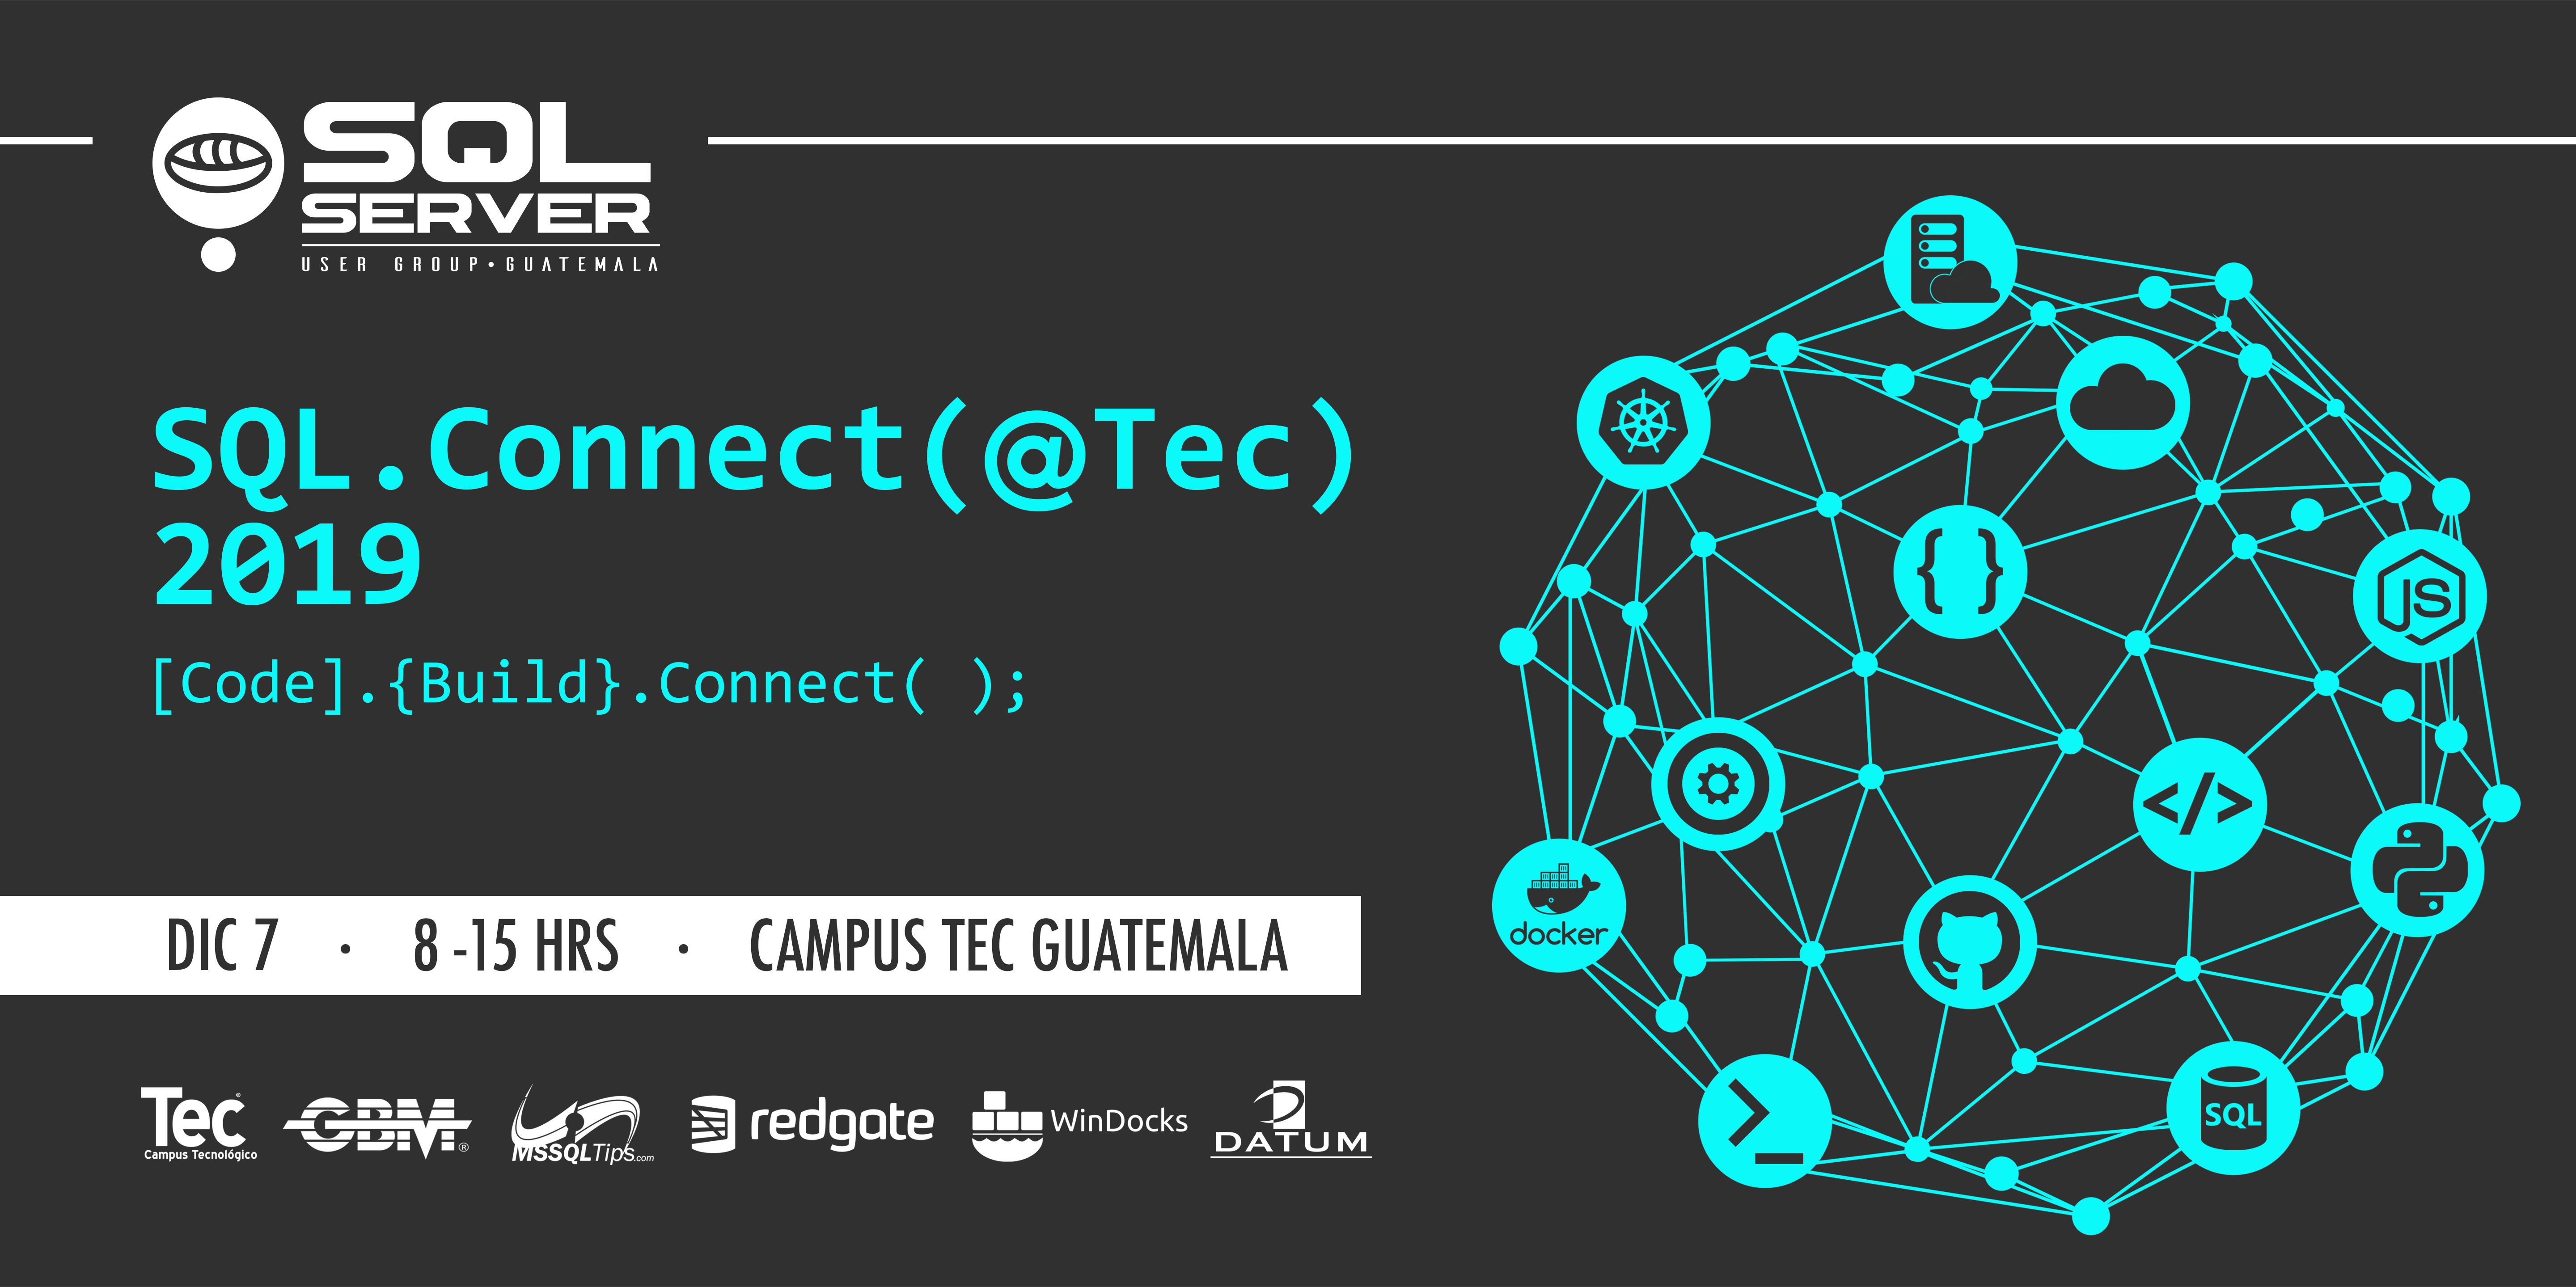 SQL
SERVER
USER GROUP•GUATEMALA
SQL.Connect(@Tec)
2019
[Code].{Build}.Connect( );
DIC 7 · 8 -15 HRS · CAMPUS TEC GUATEMALA
Tec
Campus Tecnológico
GBM®
MSSQLTips.com
redgate
WinDocks
DATUM
{ }
JS
</>
docker
>_
SQL